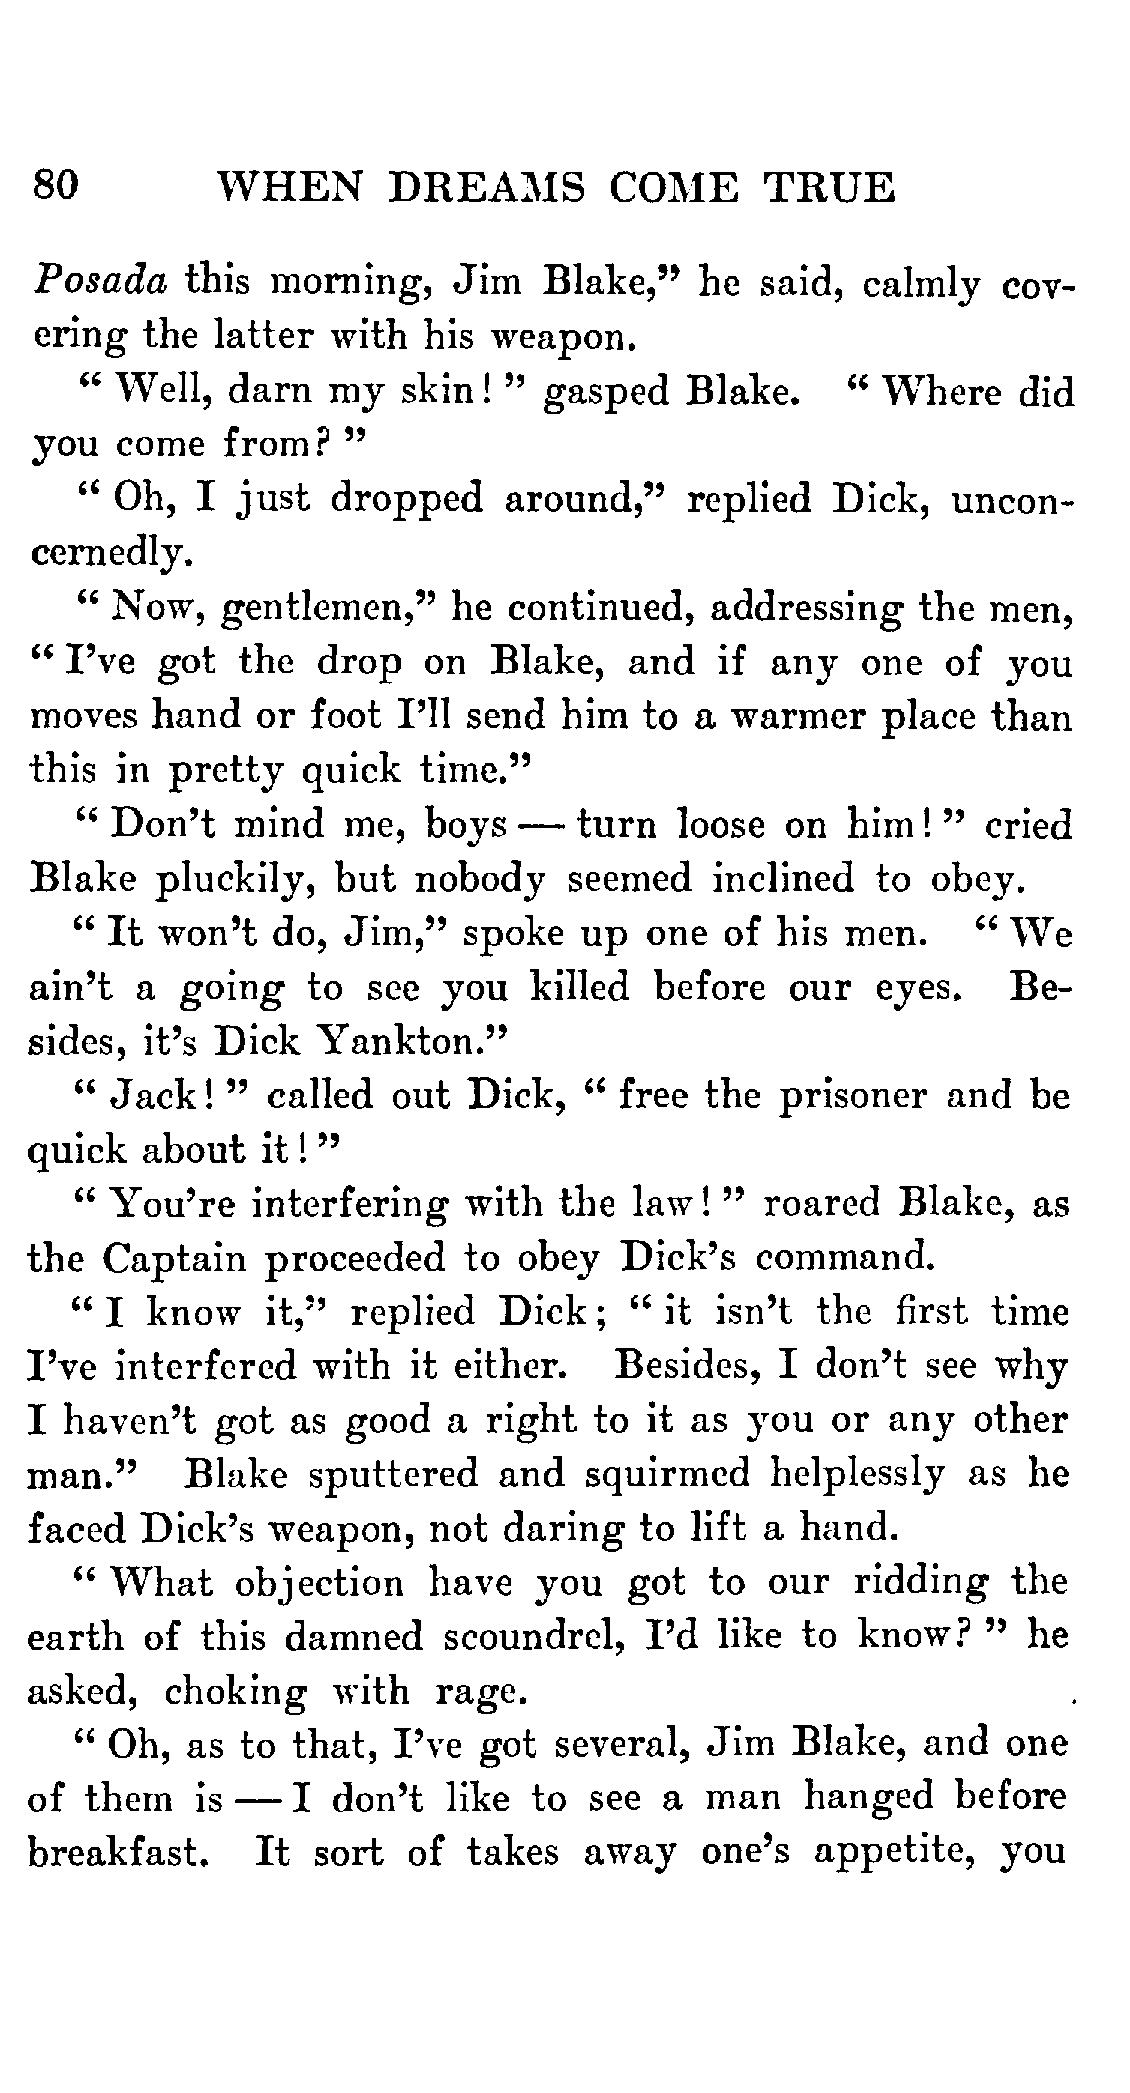 80 WHEN DREAMS COME TRUE
Posada this morning, Jim Blake,” he said, calmly cov-
ering the latter with his weapon.
“ Well, darn my skin! ” gasped Blake. “ Where did
you come from? ”
“ Oh, I just dropped around,” replied Dick, uncon-
cernedly.
“ Now, gentlemen,” he continued, addressing the men,
“ I’ve got the drop on Blake, and if any one of you
moves hand or foot I’ll send him to a warmer place than
this in pretty quick time.”
“ Don’t mind me, boys — turn loose on him! ” cried
Blake pluckily, but nobody seemed inclined to obey.
“ It won’t do, Jim,” spoke up one of his men. “ We
ain’t a going to see you killed before our eyes. Be-
sides, it’s Dick Yankton.”
“ Jack! ” called out Dick, “ free the prisoner and be
quick about it! ”
“ You’re interfering with the law! ” roared Blake, as
the Captain proceeded to obey Dick’s command.
“ I know it,” replied Dick; “ it isn’t the first time
I’ve interfered with it either. Besides, I don’t see why
I haven’t got as good a right to it as you or any other
man.” Blake sputtered and squirmed helplessly as he
faced Dick’s weapon, not daring to lift a hand.
“ What objection have you got to our ridding the
earth of this damned scoundrel, I’d like to know? ” he
asked, choking with rage.
“ Oh, as to that, I’ve got several, Jim Blake, and one
of them is — I don’t like to see a man hanged before
breakfast. It sort of takes away one’s appetite, you